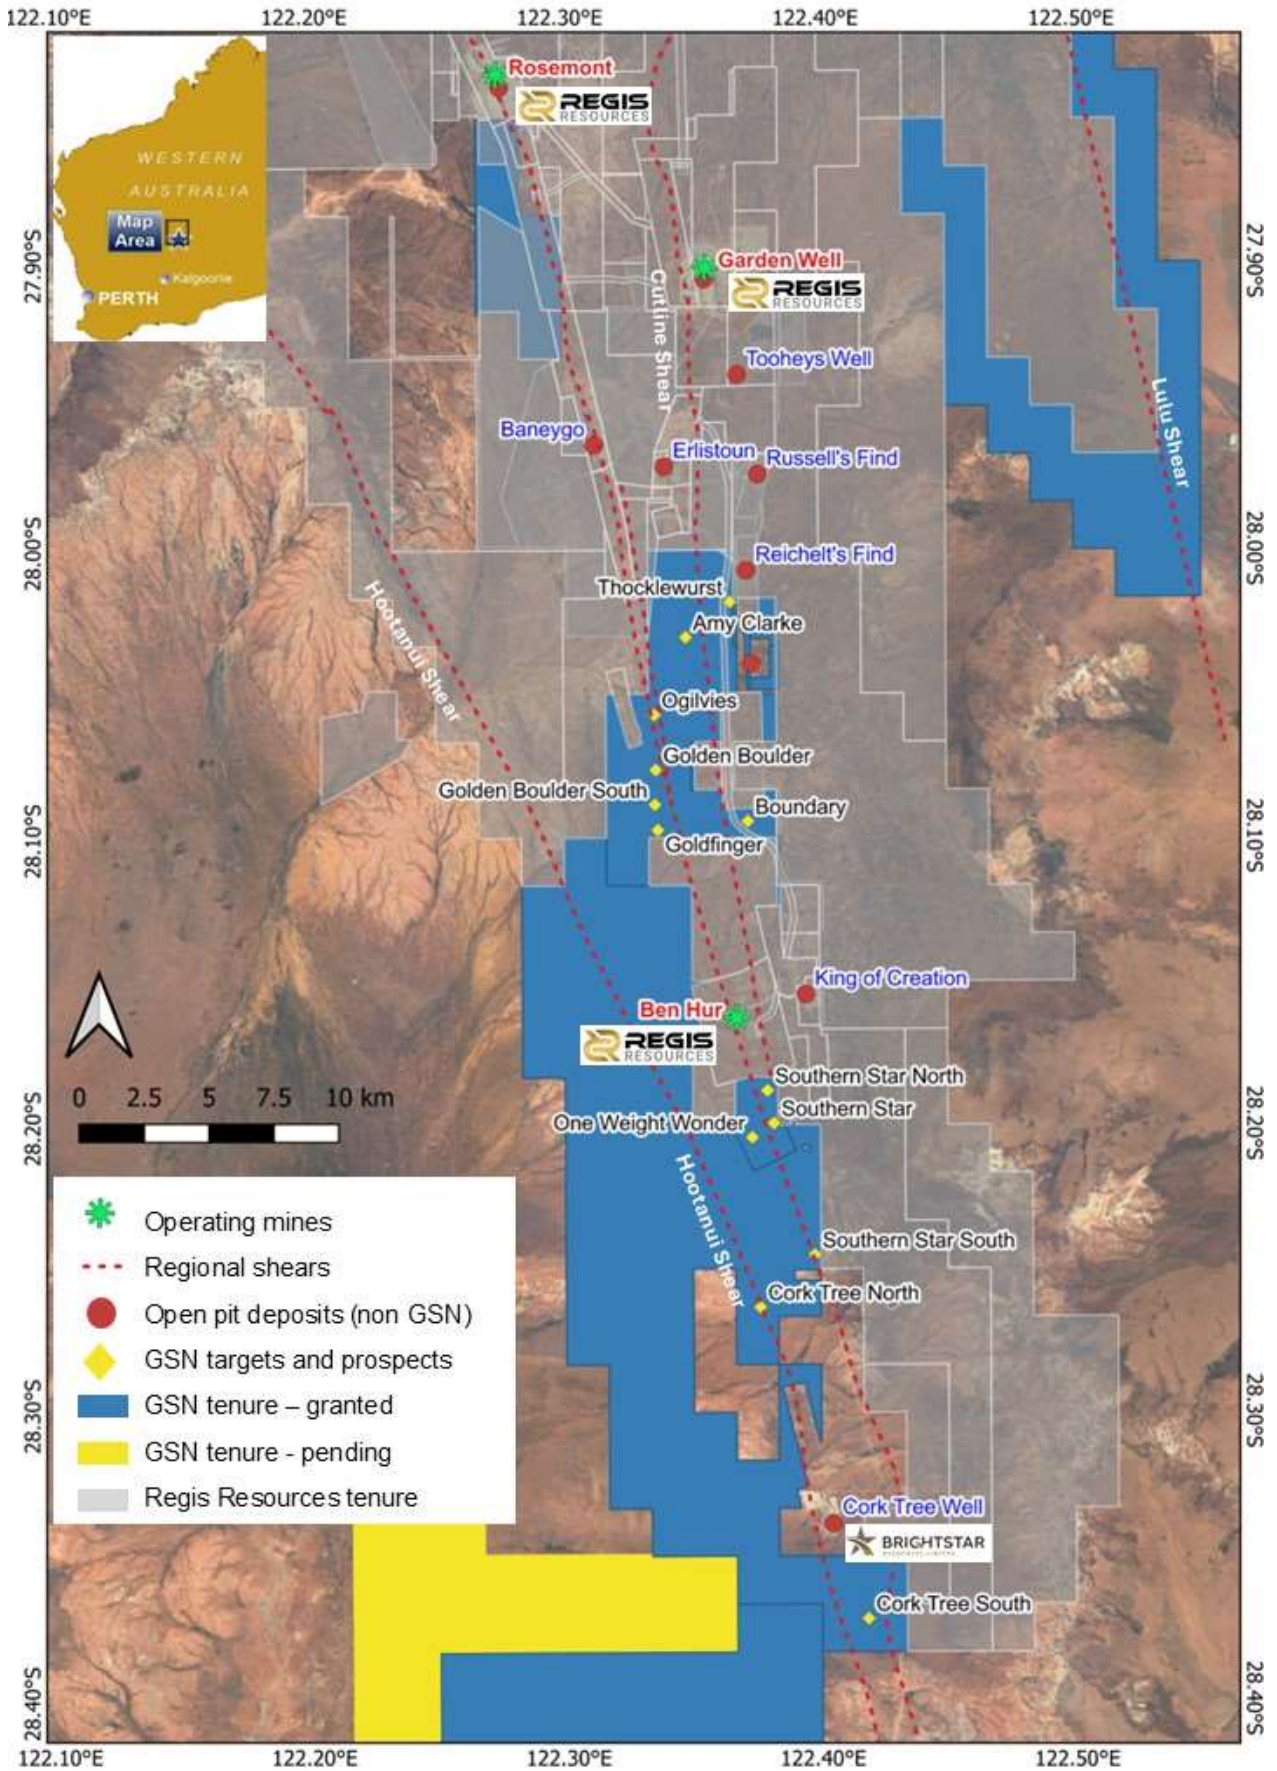 122.10°E
122.20°E
122.30°E
122.40°E
122.50°E
WESTERN
AUSTRALIA
Map
Area
Kalgoorlie
PERTH
Rosemont
REGIS
RESOURCES
27.90°S
27.90°S
Garden Well
REGIS
RESOURCES
Cutline Shear
Tooheys Well
Lulu Shear
Baneygo
Erlistoun
Russell's Find
28.00°S
28.00°S
Reichelt's Find
Thocklewurst
Amy Clarke
Hootanui Shear
Ogilvies
Golden Boulder
Golden Boulder South
Boundary
28.10°S
28.10°S
Goldfinger
King of Creation
Ben Hur
REGIS
RESOURCES
Southern Star North
0 2.5 5 7.5 10 km
Southern Star
One Weight Wonder
28.20°S
28.20°S
Hootanui Shear
Operating mines
Southern Star South
Regional shears
Cork Tree North
Open pit deposits (non GSN)
GSN targets and prospects
GSN tenure – granted
28.30°S
28.30°S
GSN tenure - pending
Regis Resources tenure
Cork Tree Well
BRIGHTSTAR
Cork Tree South
28.40°S
28.40°S
122.10°E
122.20°E
122.30°E
122.40°E
122.50°E